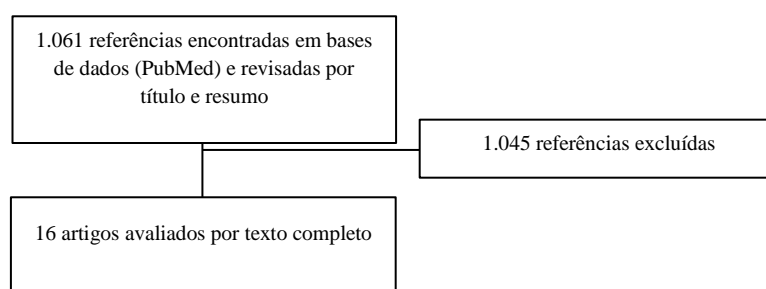 1.061 referências encontradas em bases
de dados (PubMed) e revisadas por
título e resumo
1.045 referências excluídas
16 artigos avaliados por texto completo